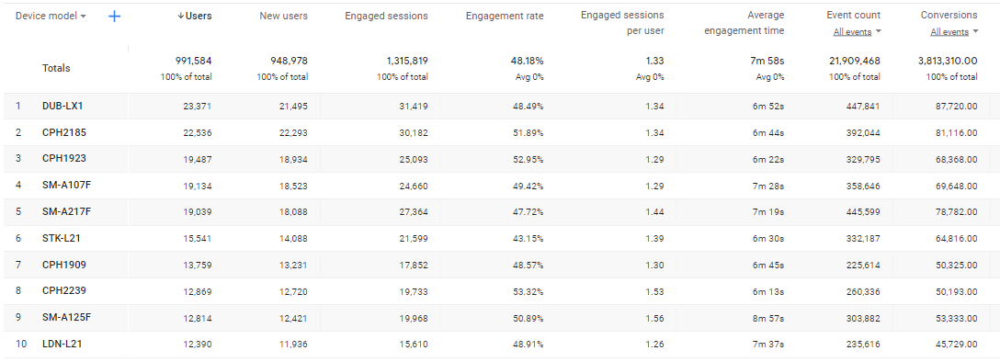 Device model + ↓Users New users Engaged sessions Engagement rate Engaged sessions per user Average engagement time Event count All events Conversions All events
Totals 991,584 948,978 1,315,819 48.18% 1.33 7m 58s 21,909,468 3,813,310.00
100% of total 100% of total 100% of total Avg 0% Avg 0% Avg 0% 100% of total 100% of total
1 DUB-LX1 23,371 21,495 31,419 48.49% 1.34 6m 52s 447,841 87,720.00
2 CPH2185 22,536 22,293 30,182 51.89% 1.34 6m 44s 392,044 81,116.00
3 CPH1923 19,487 18,934 25,093 52.95% 1.29 6m 22s 329,795 68,368.00
4 SM-A107F 19,134 18,523 24,660 49.42% 1.29 7m 28s 358,646 69,648.00
5 SM-A217F 19,039 18,088 27,364 47.72% 1.44 7m 19s 445,599 78,782.00
6 STK-L21 15,541 14,088 21,599 43.15% 1.39 6m 30s 332,187 64,816.00
7 CPH1909 13,759 13,231 17,852 48.57% 1.30 6m 45s 225,614 50,325.00
8 CPH2239 12,869 12,720 19,733 53.32% 1.53 6m 13s 260,336 50,193.00
9 SM-A125F 12,814 12,421 19,968 50.89% 1.56 8m 57s 303,882 53,333.00
10 LDN-L21 12,390 11,936 15,610 48.91% 1.26 7m 37s 235,616 45,729.00